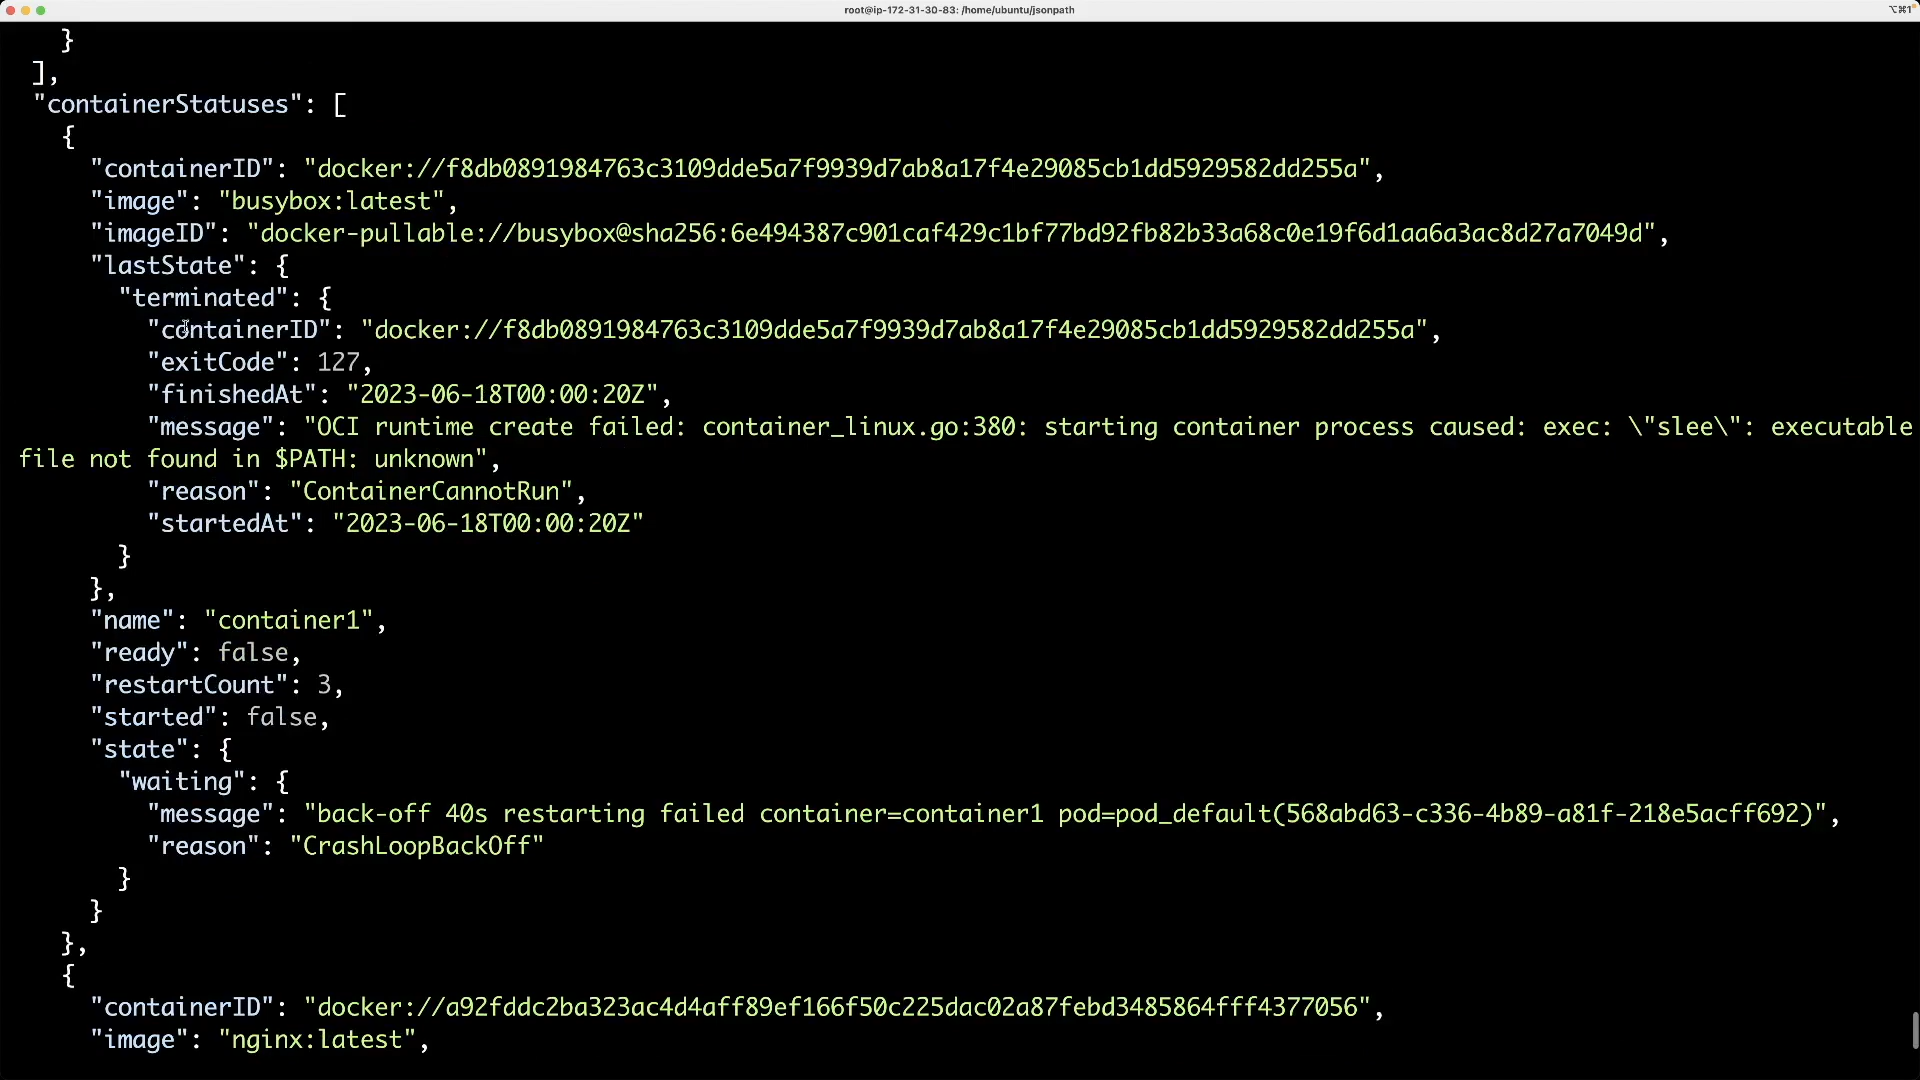 root@ip-172-31-30-83: /home/ubuntu/jsonpath
⌥⌘1
}
],
"containerStatuses": [
{
"containerID": "docker://f8db0891984763c3109dde5a7f9939d7ab8a17f4e29085cb1dd5929582dd255a",
"image": "busybox:latest",
"imageID": "docker-pullable://busybox@sha256:6e494387c901caf429c1bf77bd92fb82b33a68c0e19f6d1aa6a3ac8d27a7049d",
"lastState": {
"terminated": {
"containerID": "docker://f8db0891984763c3109dde5a7f9939d7ab8a17f4e29085cb1dd5929582dd255a",
"exitCode": 127,
"finishedAt": "2023-06-18T00:00:20Z",
"message": "OCI runtime create failed: container_linux.go:380: starting container process caused: exec: \"slee\": executable
file not found in $PATH: unknown",
"reason": "ContainerCannotRun",
"startedAt": "2023-06-18T00:00:20Z"
}
},
"name": "container1",
"ready": false,
"restartCount": 3,
"started": false,
"state": {
"waiting": {
"message": "back-off 40s restarting failed container=container1 pod=pod_default(568abd63-c336-4b89-a81f-218e5acff692)",
"reason": "CrashLoopBackOff"
}
}
},
{
"containerID": "docker://a92fddc2ba323ac4d4aff89ef166f50c225dac02a87febd3485864fff4377056",
"image": "nginx:latest",